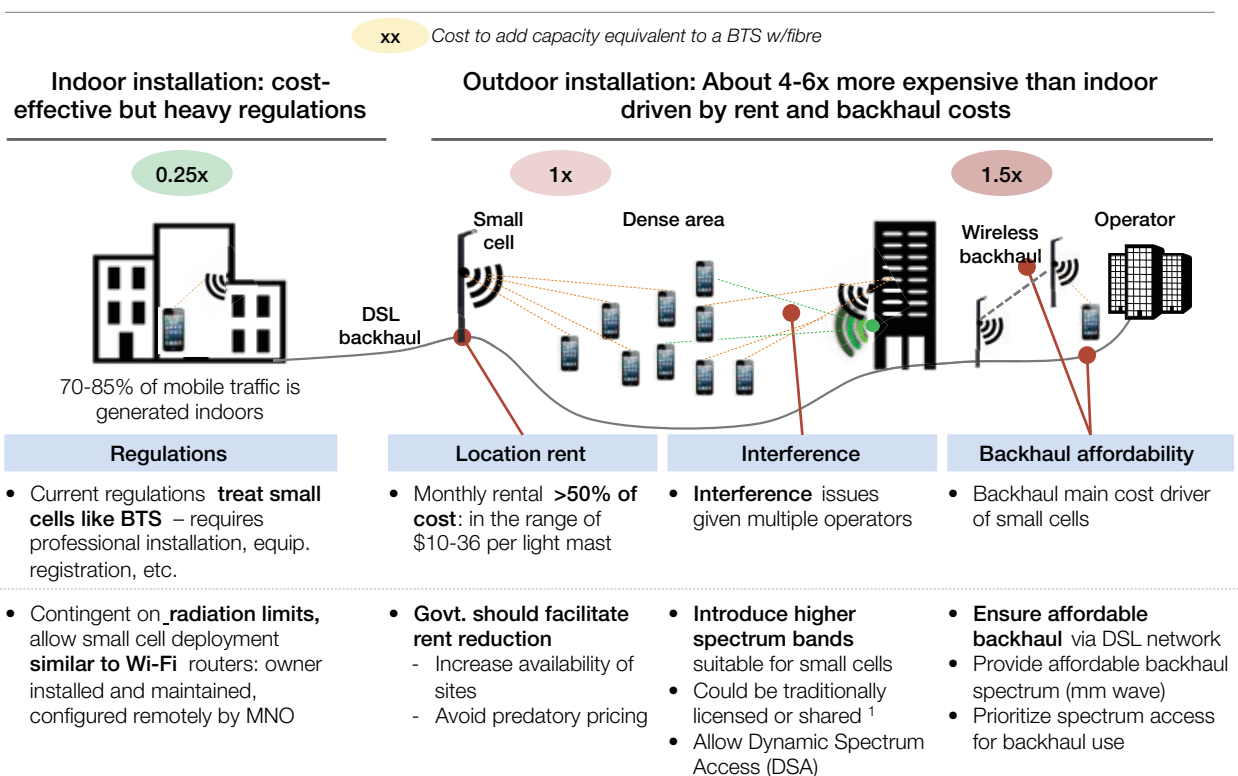 xx Cost to add capacity equivalent to a BTS w/fibre
Indoor installation: cost-
effective but heavy regulations
Outdoor installation: About 4-6x more expensive than indoor
driven by rent and backhaul costs
0.25x
1x
1.5x
Small
cell
Dense area
Wireless
backhaul
Operator
DSL
backhaul
70-85% of mobile traffic is
generated indoors
Regulations
• Current regulations treat small
cells like BTS – requires
professional installation, equip.
registration, etc.
• Contingent on radiation limits,
allow small cell deployment
similar to Wi-Fi routers: owner
installed and maintained,
configured remotely by MNO
Location rent
• Monthly rental >50% of
cost: in the range of
$10-36 per light mast
• Govt. should facilitate
rent reduction
- Increase availability of
sites
- Avoid predatory pricing
Interference
• Interference issues
given multiple operators
• Introduce higher
spectrum bands
suitable for small cells
• Could be traditionally
licensed or shared 1
• Allow Dynamic Spectrum
Access (DSA)
Backhaul affordability
• Backhaul main cost driver
of small cells
• Ensure affordable
backhaul via DSL network
• Provide affordable backhaul
spectrum (mm wave)
• Prioritize spectrum access
for backhaul use